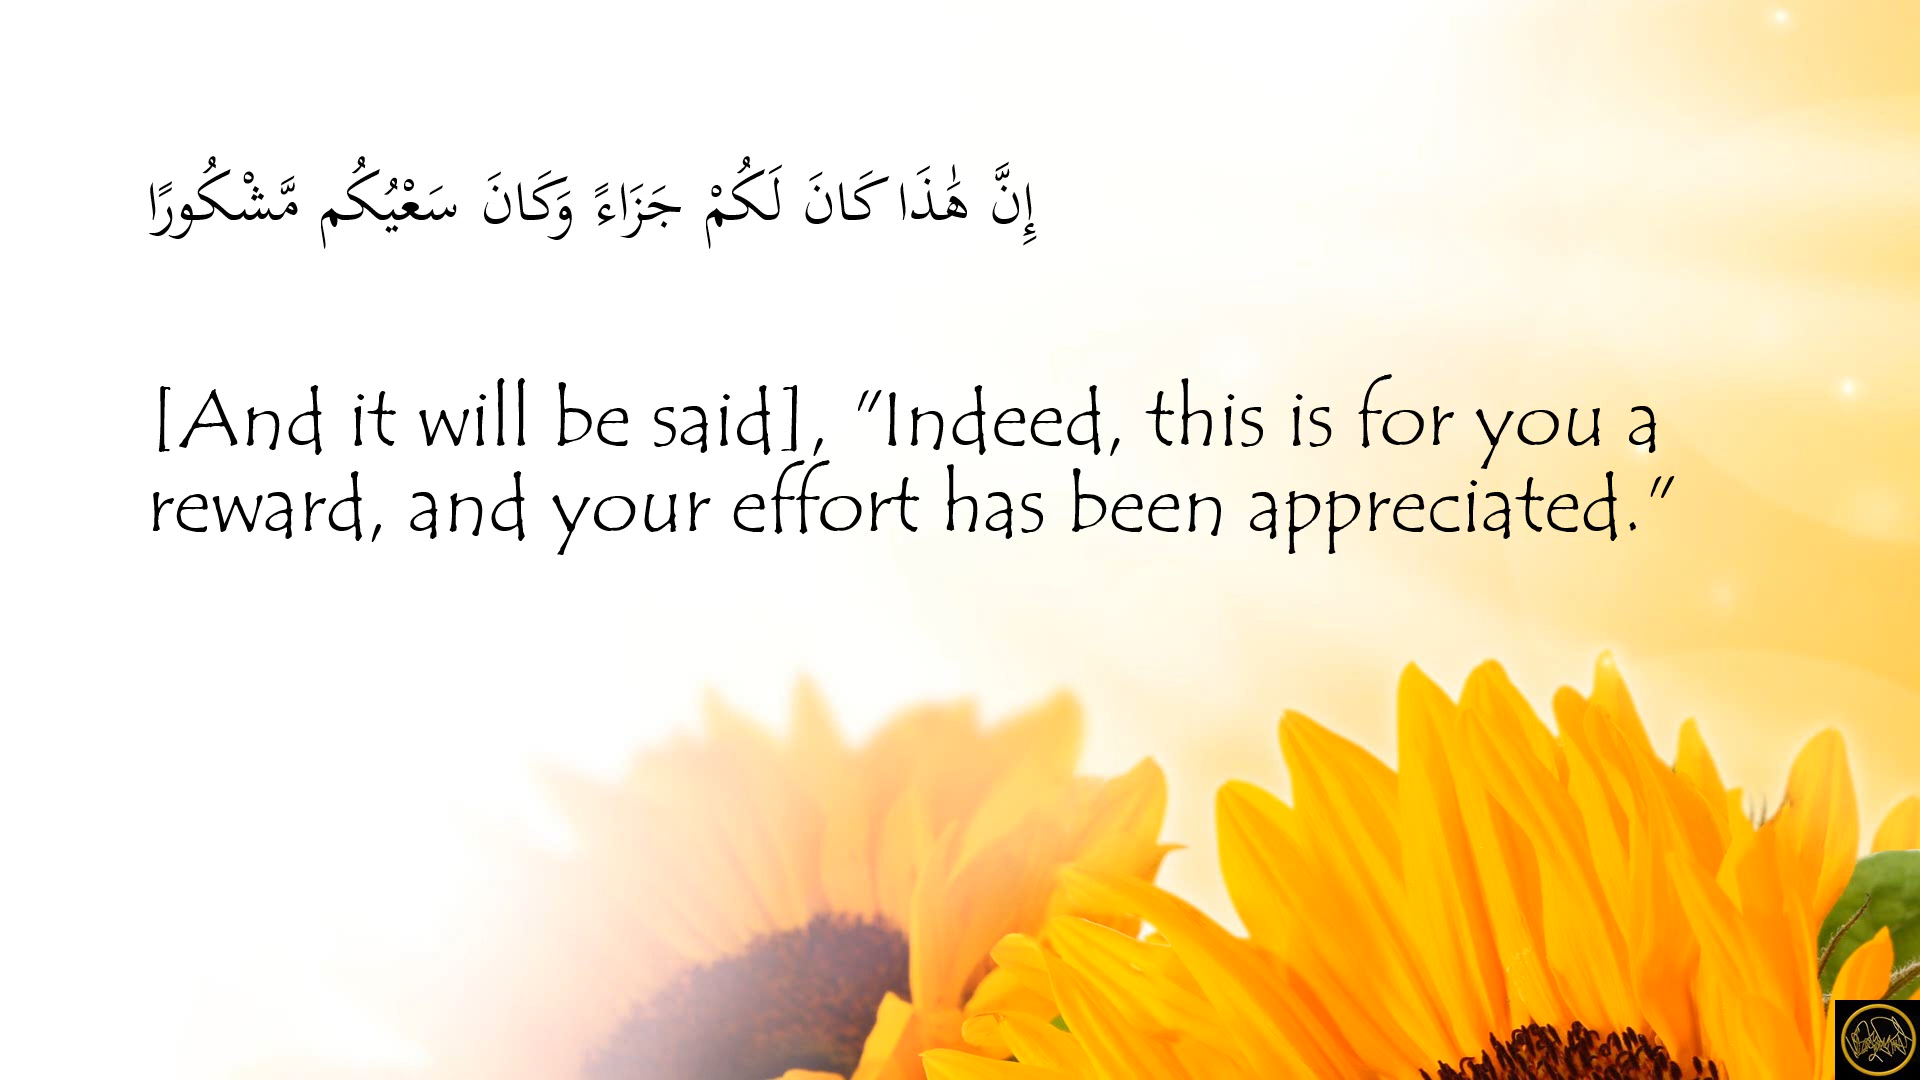 إِنَّ هَٰذَا كَانَ لَكُمْ جَزَاءً وَكَانَ سَعْيُكُم مَّشْكُورًا
[And it will be said], "Indeed, this is for you a
reward, and your effort has been appreciated."